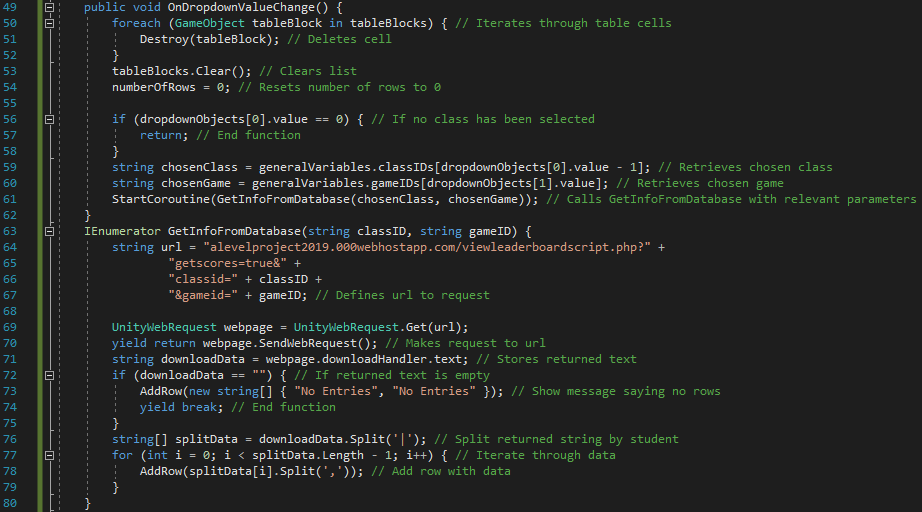 49 public void OnDropdownValueChange() {
50 foreach (GameObject tableBlock in tableBlocks) { // Iterates through table cells
51 Destroy(tableBlock); // Deletes cell
52 }
53 tableBlocks.Clear(); // Clears list
54 numberOfRows = 0; // Resets number of rows to 0
55
56 if (dropdownObjects[0].value == 0) { // If no class has been selected
57 return; // End function
58 }
59 string chosenClass = generalVariables.classIDs[dropdownObjects[0].value - 1]; // Retrieves chosen class
60 string chosenGame = generalVariables.gameIDs[dropdownObjects[1].value]; // Retrieves chosen game
61 StartCoroutine(GetInfoFromDatabase(chosenClass, chosenGame)); // Calls GetInfoFromDatabase with relevant parameters
62 }
63 IEnumerator GetInfoFromDatabase(string classID, string gameID) {
64 string url = "alevelproject2019.000webhostapp.com/viewleaderboardscript.php?" +
65 "getscores=true&" +
66 "classid=" + classID +
67 "&gameid=" + gameID; // Defines url to request
68
69 UnityWebRequest webpage = UnityWebRequest.Get(url);
70 yield return webpage.SendWebRequest(); // Makes request to url
71 string downloadData = webpage.downloadHandler.text; // Stores returned text
72 if (downloadData == "") { // If returned text is empty
73 AddRow(new string[] { "No Entries", "No Entries" }); // Show message saying no rows
74 yield break; // End function
75 }
76 string[] splitData = downloadData.Split('|'); // Split returned string by student
77 for (int i = 0; i < splitData.Length - 1; i++) { // Iterate through data
78 AddRow(splitData[i].Split(',')); // Add row with data
79 }
80 }